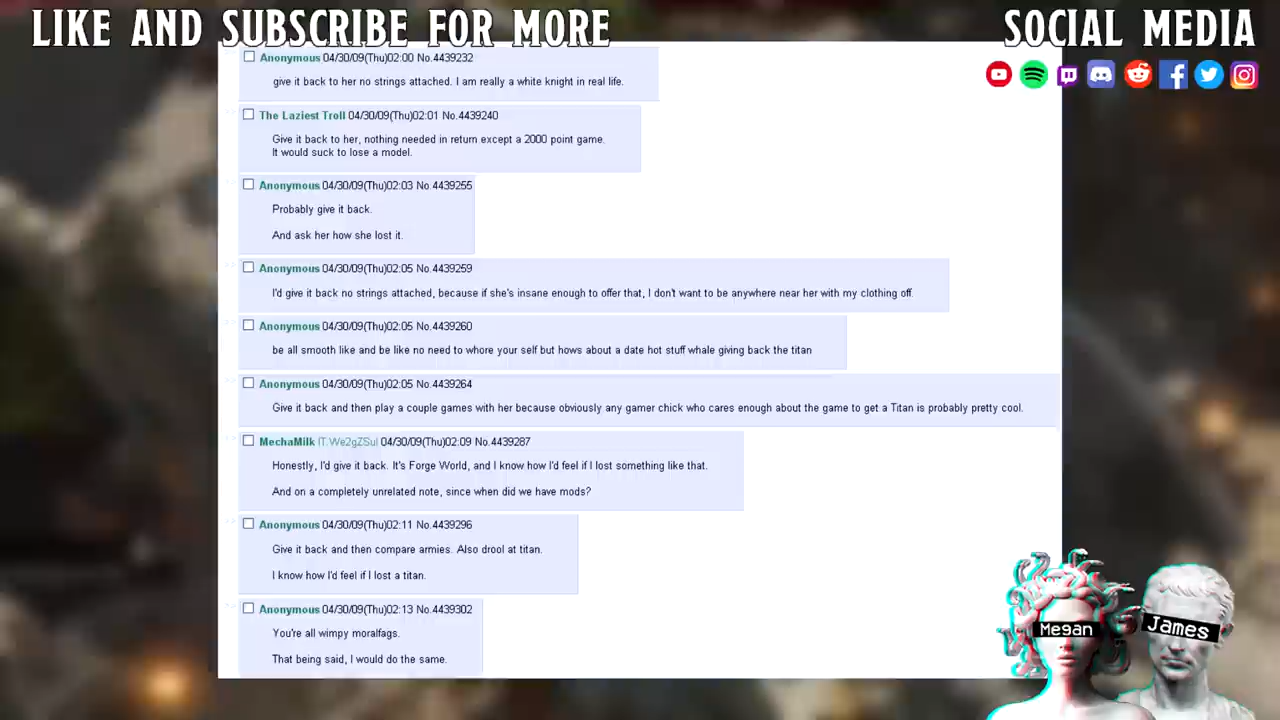 LIKE AND SUBSCRIBE FOR MORE
SOCIAL MEDIA
Anonymous 04/30/09(Thu)02:00 No.4439232
give it back to her no strings attached. I am really a white knight in real life.
The Laziest Troll 04/30/09(Thu)02:01 No.4439240
Give it back to her, nothing needed in return except a 2000 point game.
It would suck to lose a model.
Anonymous 04/30/09(Thu)02:03 No.4439255
Probably give it back.
And ask her how she lost it.
Anonymous 04/30/09(Thu)02:05 No.4439259
I'd give it back no strings attached, because if she's insane enough to offer that, I don't want to be anywhere near her with my clothing off.
Anonymous 04/30/09(Thu)02:05 No.4439260
be all smooth like and be like no need to whore your self but hows about a date hot stuff whale giving back the titan
Anonymous 04/30/09(Thu)02:05 No.4439264
Give it back and then play a couple games with her because obviously any gamer chick who cares enough about the game to get a Titan is probably pretty cool.
MechaMilk 04/30/09(Thu)02:09 No.4439287
Honestly, I'd give it back. It's Forge World, and I know how I'd feel if I lost something like that.
And on a completely unrelated note, since when did we have mods?
Anonymous 04/30/09(Thu)02:11 No.4439296
Give it back and then compare armies. Also drool at titan.
I know how I'd feel if I lost a titan.
Anonymous 04/30/09(Thu)02:13 No.4439302
You're all wimpy moralfags.
That being said, I would do the same.
Megan
James